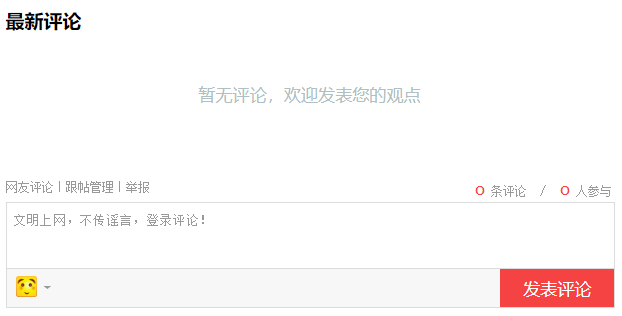 最新评论
暂无评论，欢迎发表您的观点
网友评论 | 跟帖管理 | 举报
0 条评论 / 0 人参与
文明上网，不传谣言，登录评论！
发表评论